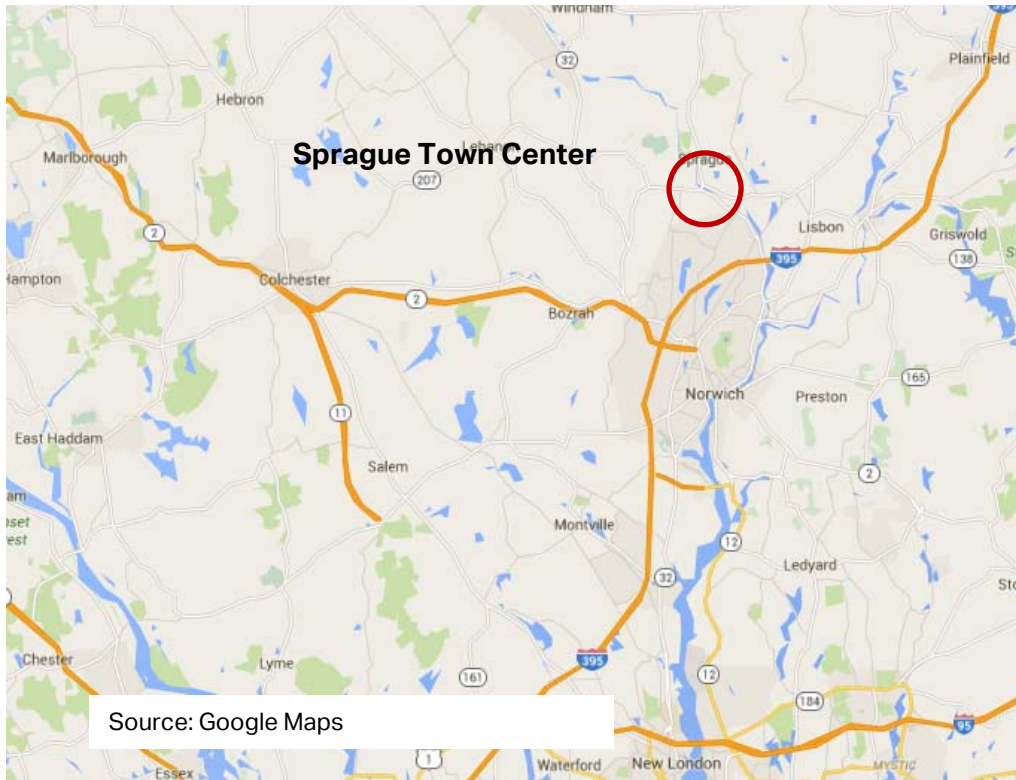 Windham
395
32
Plainfield
Hebron
Sprague Town Center
Lebanon
Sprague
Marlborough
207
2
Lisbon
Griswold
395
138
Hampton
Colchester
2
Bozrah
165
Norwich
Preston
11
East Haddam
Salem
2
Montville
12
32
Ledyard
395
Chester
Lyme
161
12
184
Source: Google Maps
95
1
Waterford
New London
MYSTIC
Essex